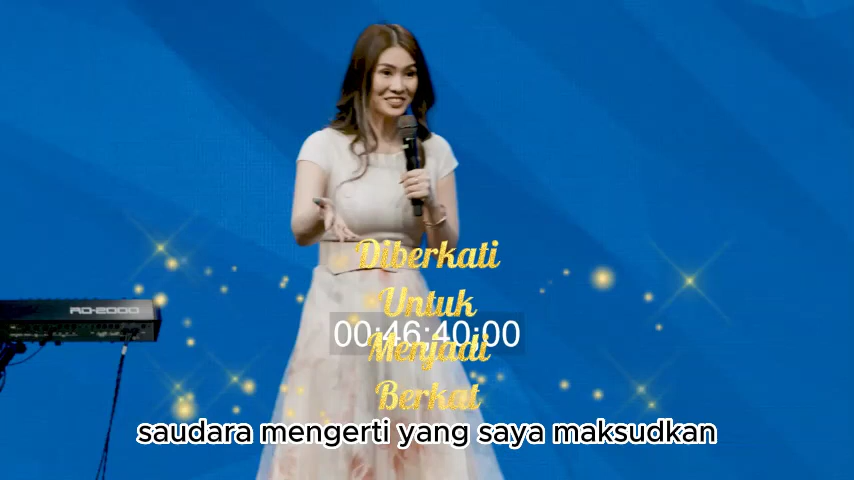 Diberkati
RD-2000
Untuk
00:46:40:00
Menjadi
Berkat
saudara mengerti yang saya maksudkan